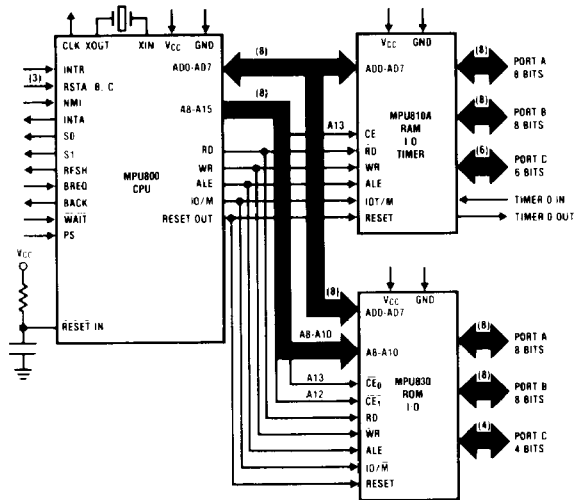 CLK XOUT XIN VCC GND
INTR
(3) RSTA B, C
NMI
INTA
S0
S1
RFSH
BREQ
BACK
WAIT
PS
VCC
RESET IN
MPU800
CPU
AD0-AD7
A8-A15
RD
WR
ALE
IO/M
RESET OUT
(8)
(8)
A13
VCC GND
AD0-AD7
MPU810A
RAM
I/O
TIMER
CE
RD
WR
ALE
IOT/M
RESET
(8) PORT A
8 BITS
(8) PORT B
8 BITS
(6) PORT C
6 BITS
TIMER 0 IN
TIMER 0 OUT
(8)
A8-A10
A13
A12
VCC GND
AD0-AD7
A8-A10
MPU830
ROM
I/O
CE0
CE1
RD
WR
ALE
IO/M
RESET
(8) PORT A
8 BITS
(8) PORT B
8 BITS
(4) PORT C
4 BITS